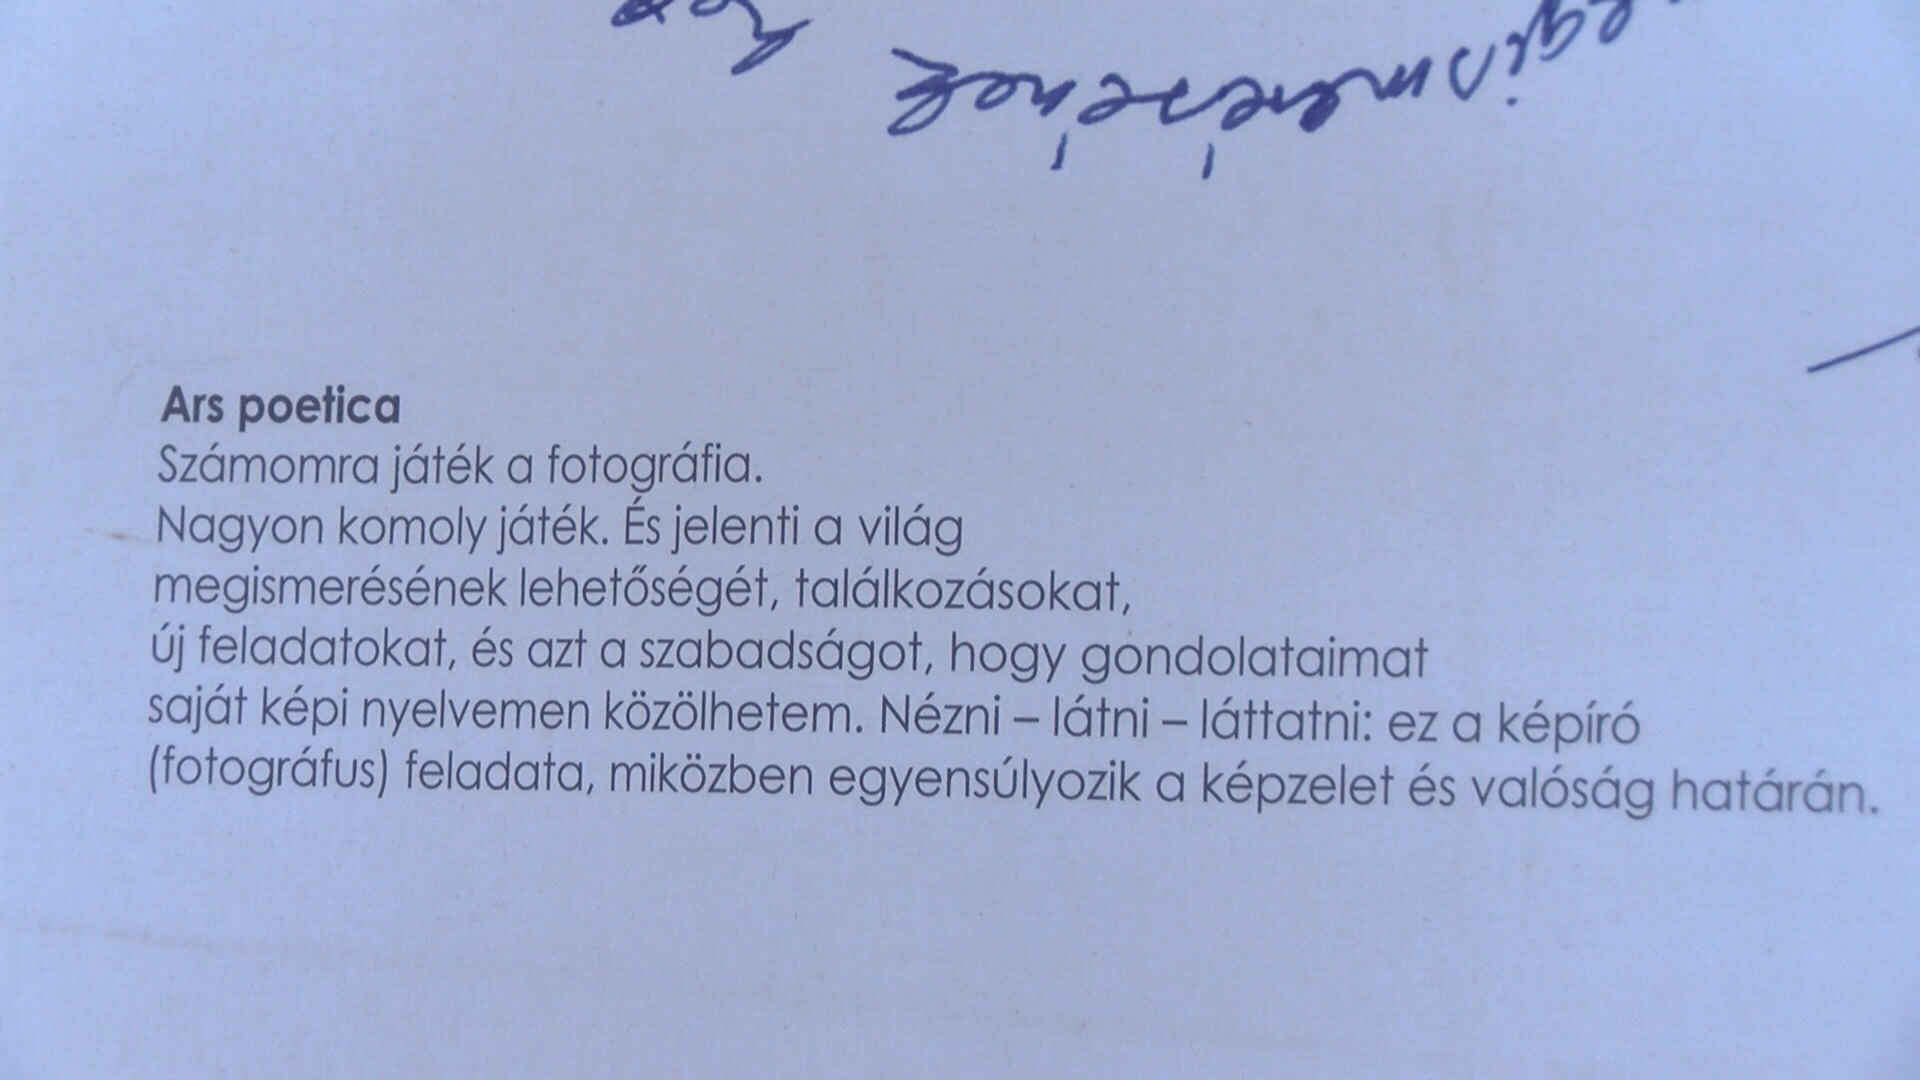 Ars poetica
Számomra játék a fotográfia.
Nagyon komoly játék. És jelenti a világ
megismerésének lehetőségét, találkozásokat,
új feladatokat, és azt a szabadságot, hogy gondolataimat
saját képi nyelvemen közölhetem. Nézni – látni – láttatni: ez a képíró
(fotográfus) feladata, miközben egyensúlyozik a képzelet és valóság határán.